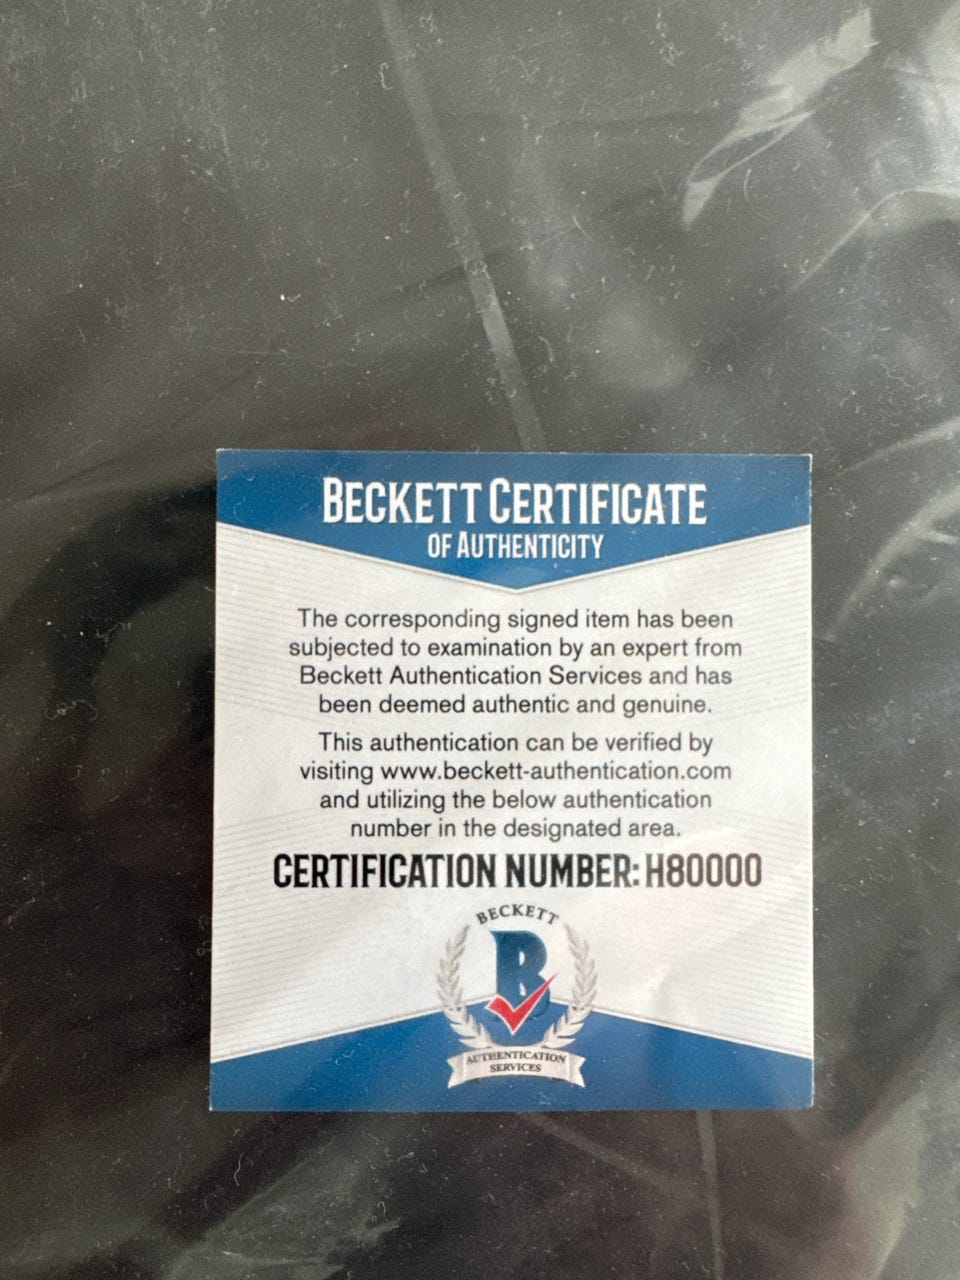 BECKETT CERTIFICATE
OF AUTHENTICITY
The corresponding signed item has been
subjected to examination by an expert from
Beckett Authentication Services and has
been deemed authentic and genuine.
This authentication can be verified by
visiting www.beckett-authentication.com
and utilizing the below authentication
number in the designated area.
CERTIFICATION NUMBER: H80000
BECKETT
B
AUTHENTICATION
SERVICES